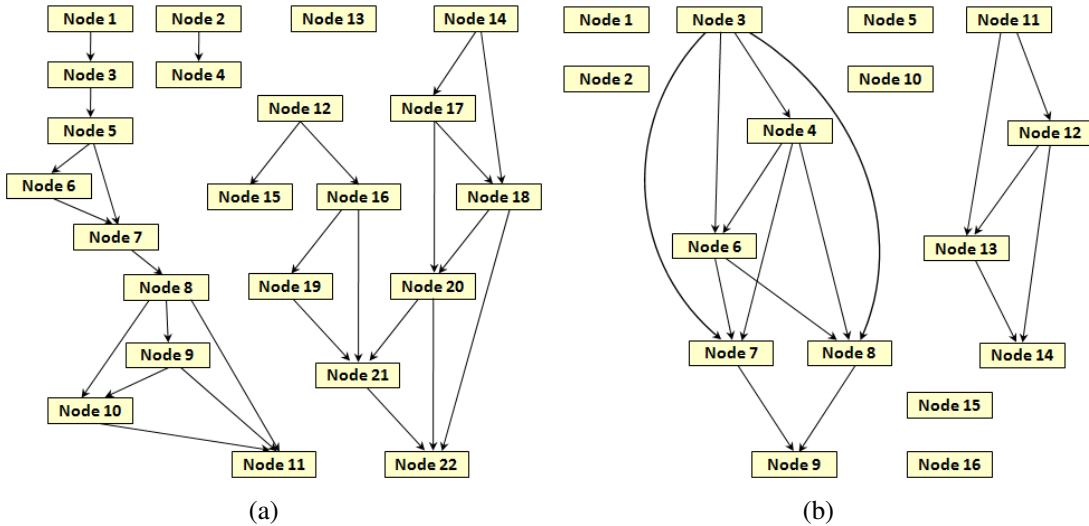 Node 1
Node 2
Node 13
Node 14
Node 3
Node 4
Node 5
Node 12
Node 17
Node 6
Node 15
Node 16
Node 18
Node 7
Node 8
Node 19
Node 20
Node 9
Node 21
Node 10
Node 11
Node 22
(a)
Node 1
Node 3
Node 5
Node 11
Node 2
Node 10
Node 4
Node 12
Node 6
Node 13
Node 7
Node 8
Node 14
Node 15
Node 9
Node 16
(b)